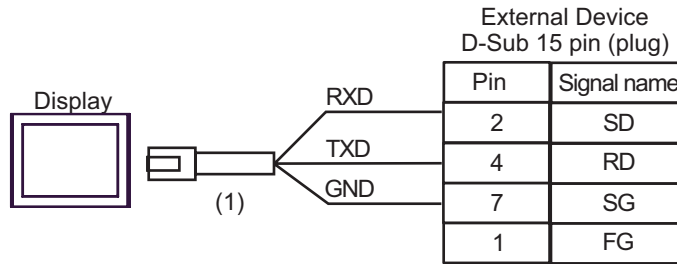 External Device
D-Sub 15 pin (plug)
Display
Pin Signal name
RXD 2 SD
TXD 4 RD
GND 7 SG
1 FG
(1)